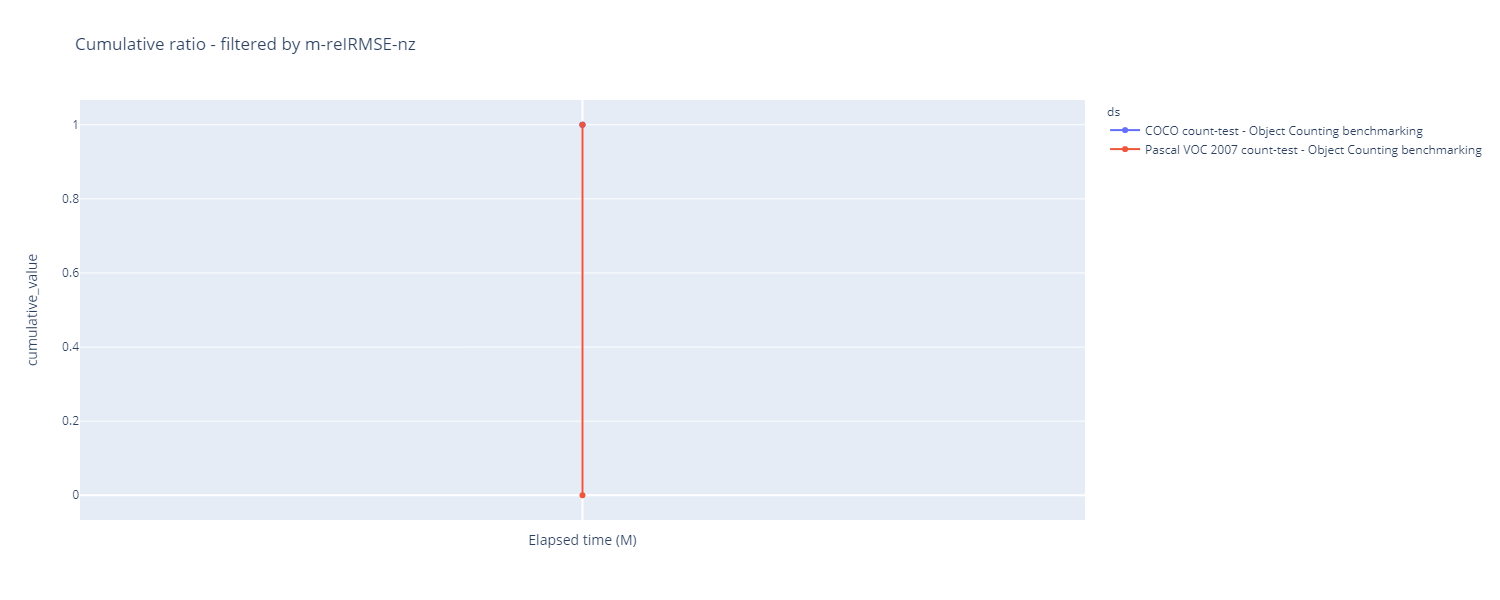 Cumulative ratio - filtered by m-relRMSE-nz
ds
COCO count-test - Object Counting benchmarking
Pascal VOC 2007 count-test - Object Counting benchmarking
1
0.8
0.6
0.4
0.2
0
cumulative_value
Elapsed time (M)